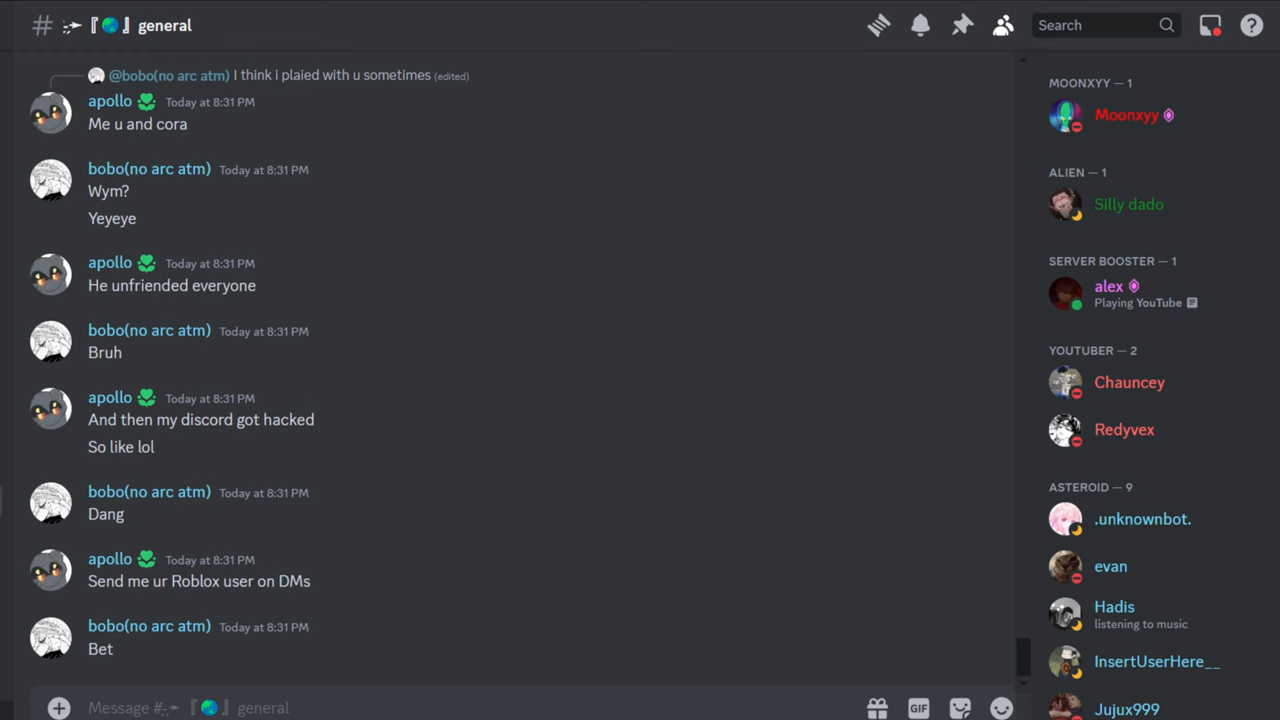 『🌏』 general
Search
@bobo(no arc atm) I think i plaied with u sometimes (edited)
apollo Today at 8:31 PM
Me u and cora
bobo(no arc atm) Today at 8:31 PM
Wym?
Yeyeye
apollo Today at 8:31 PM
He unfriended everyone
bobo(no arc atm) Today at 8:31 PM
Bruh
apollo Today at 8:31 PM
And then my discord got hacked
So like lol
bobo(no arc atm) Today at 8:31 PM
Dang
apollo Today at 8:31 PM
Send me ur Roblox user on DMs
bobo(no arc atm) Today at 8:31 PM
Bet
Message #『🌏』 general
GIF
MOONXYY — 1
Moonxyy
ALIEN — 1
Silly dado
SERVER BOOSTER — 1
alex
Playing YouTube
YOUTUBER — 2
Chauncey
Redyvex
ASTEROID — 9
.unknownbot.
evan
Hadis
listening to music
InsertUserHere__
Jujux999